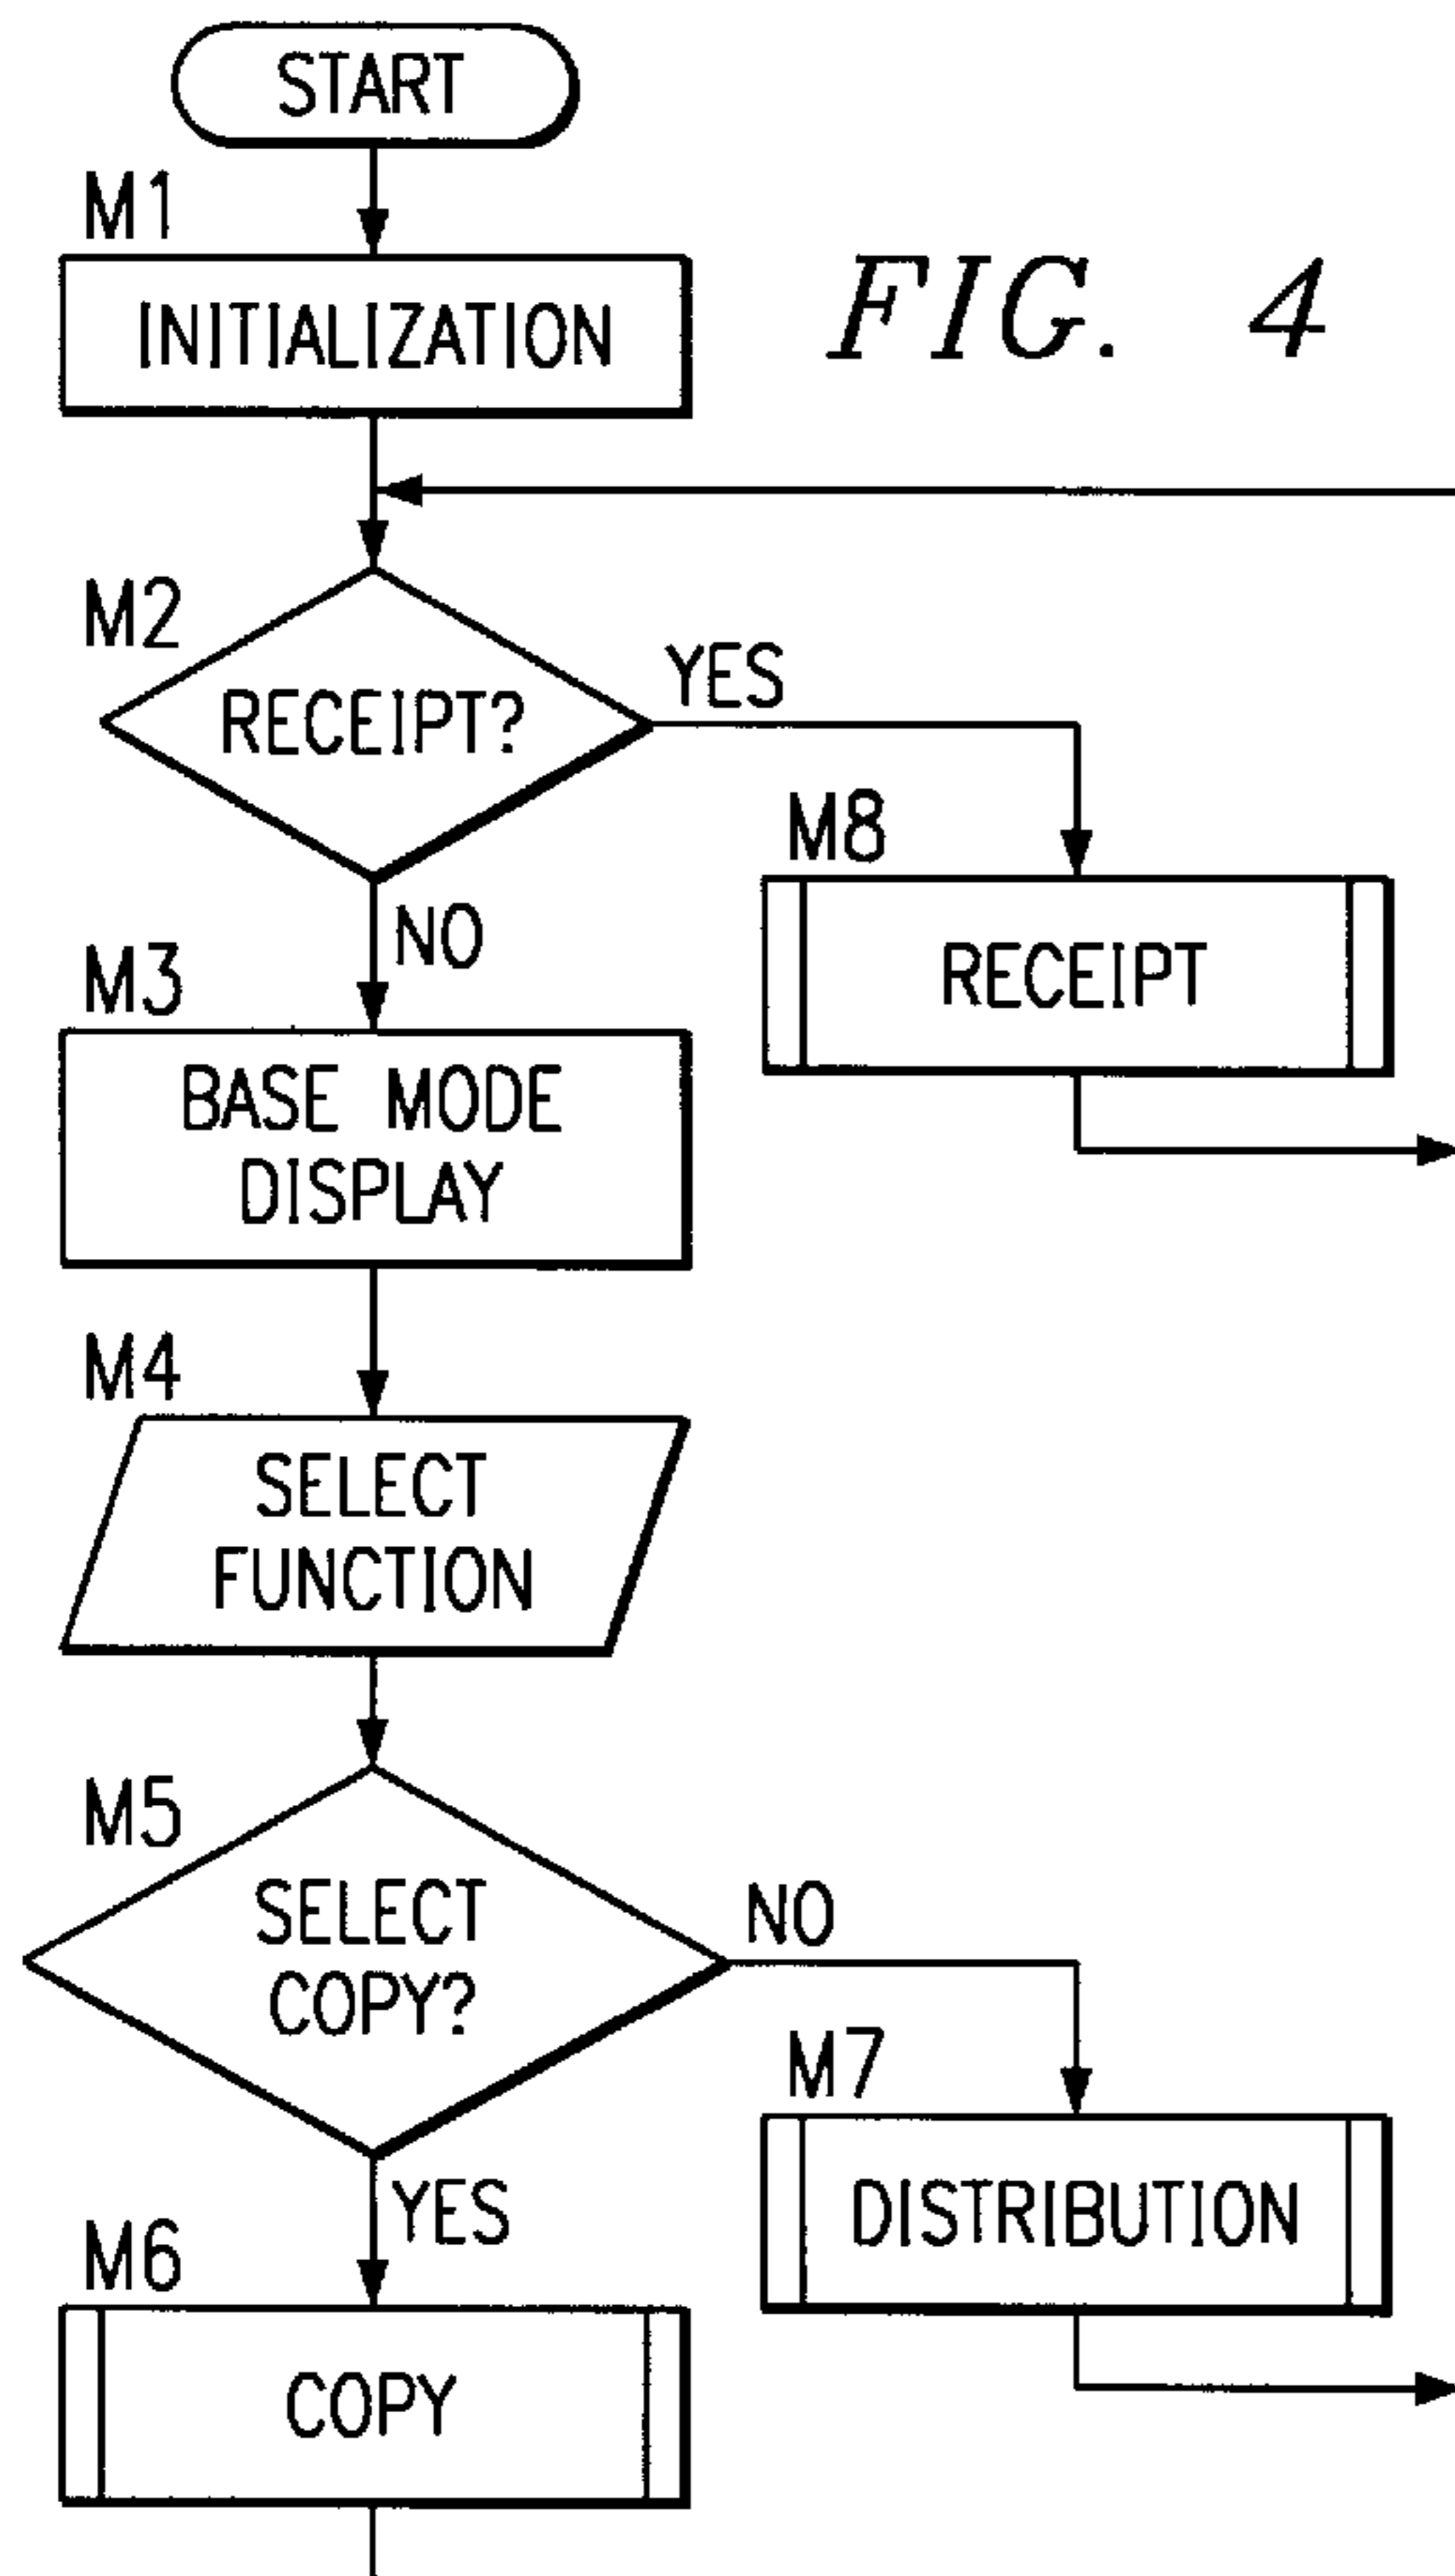 START
M1
INITIALIZATION
FIG. 4
M2
RECEIPT?
YES
M8
RECEIPT
NO
M3
BASE MODE
DISPLAY
M4
SELECT
FUNCTION
M5
SELECT
COPY?
NO
M7
DISTRIBUTION
YES
M6
COPY